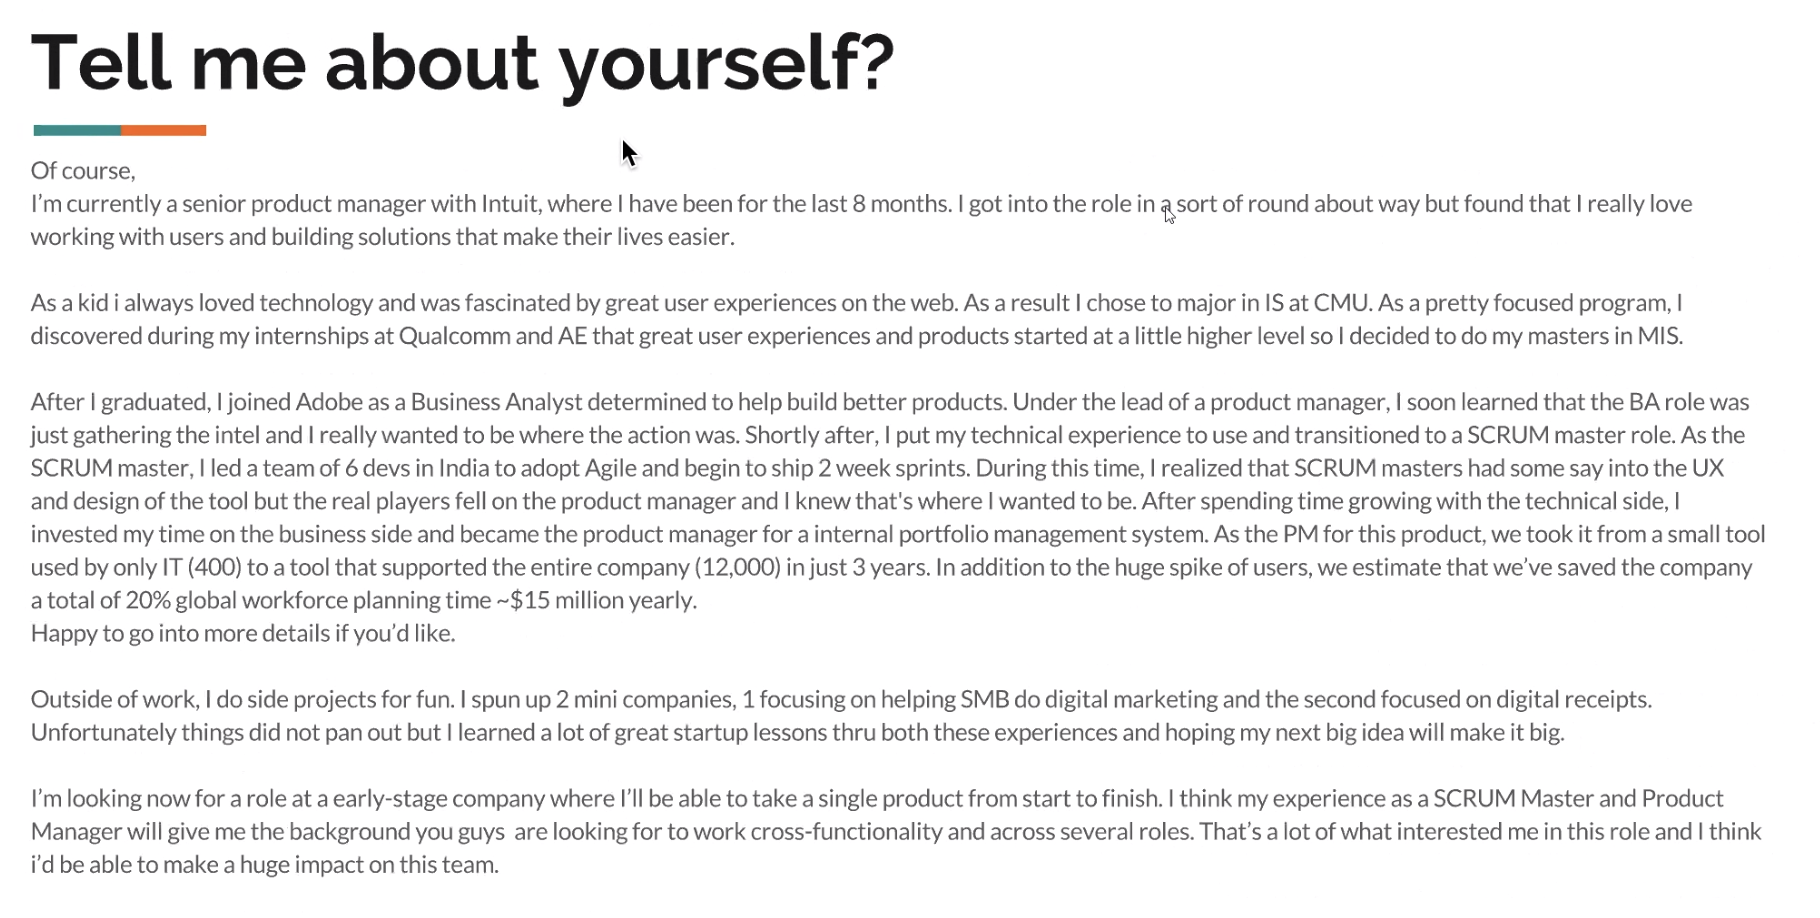 Tell me about yourself?
Of course,
I'm currently a senior product manager with Intuit, where I have been for the last 8 months. I got into the role in a sort of round about way but found that I really love
working with users and building solutions that make their lives easier.
As a kid i always loved technology and was fascinated by great user experiences on the web. As a result I chose to major in IS at CMU. As a pretty focused program, I
discovered during my internships at Qualcomm and AE that great user experiences and products started at a little higher level so I decided to do my masters in MIS.
After I graduated, I joined Adobe as a Business Analyst determined to help build better products. Under the lead of a product manager, I soon learned that the BA role was
just gathering the intel and I really wanted to be where the action was. Shortly after, I put my technical experience to use and transitioned to a SCRUM master role. As the
SCRUM master, I led a team of 6 devs in India to adopt Agile and begin to ship 2 week sprints. During this time, I realized that SCRUM masters had some say into the UX
and design of the tool but the real players fell on the product manager and I knew that's where I wanted to be. After spending time growing with the technical side, I
invested my time on the business side and became the product manager for a internal portfolio management system. As the PM for this product, we took it from a small tool
used by only IT (400) to a tool that supported the entire company (12,000) in just 3 years. In addition to the huge spike of users, we estimate that we've saved the company
a total of 20% global workforce planning time ~$15 million yearly.
Happy to go into more details if you'd like.
Outside of work, I do side projects for fun. I spun up 2 mini companies, 1 focusing on helping SMB do digital marketing and the second focused on digital receipts.
Unfortunately things did not pan out but I learned a lot of great startup lessons thru both these experiences and hoping my next big idea will make it big.
I'm looking now for a role at a early-stage company where I'll be able to take a single product from start to finish. I think my experience as a SCRUM Master and Product
Manager will give me the background you guys  are looking for to work cross-functionality and across several roles. That's a lot of what interested me in this role and I think
i'd be able to make a huge impact on this team.